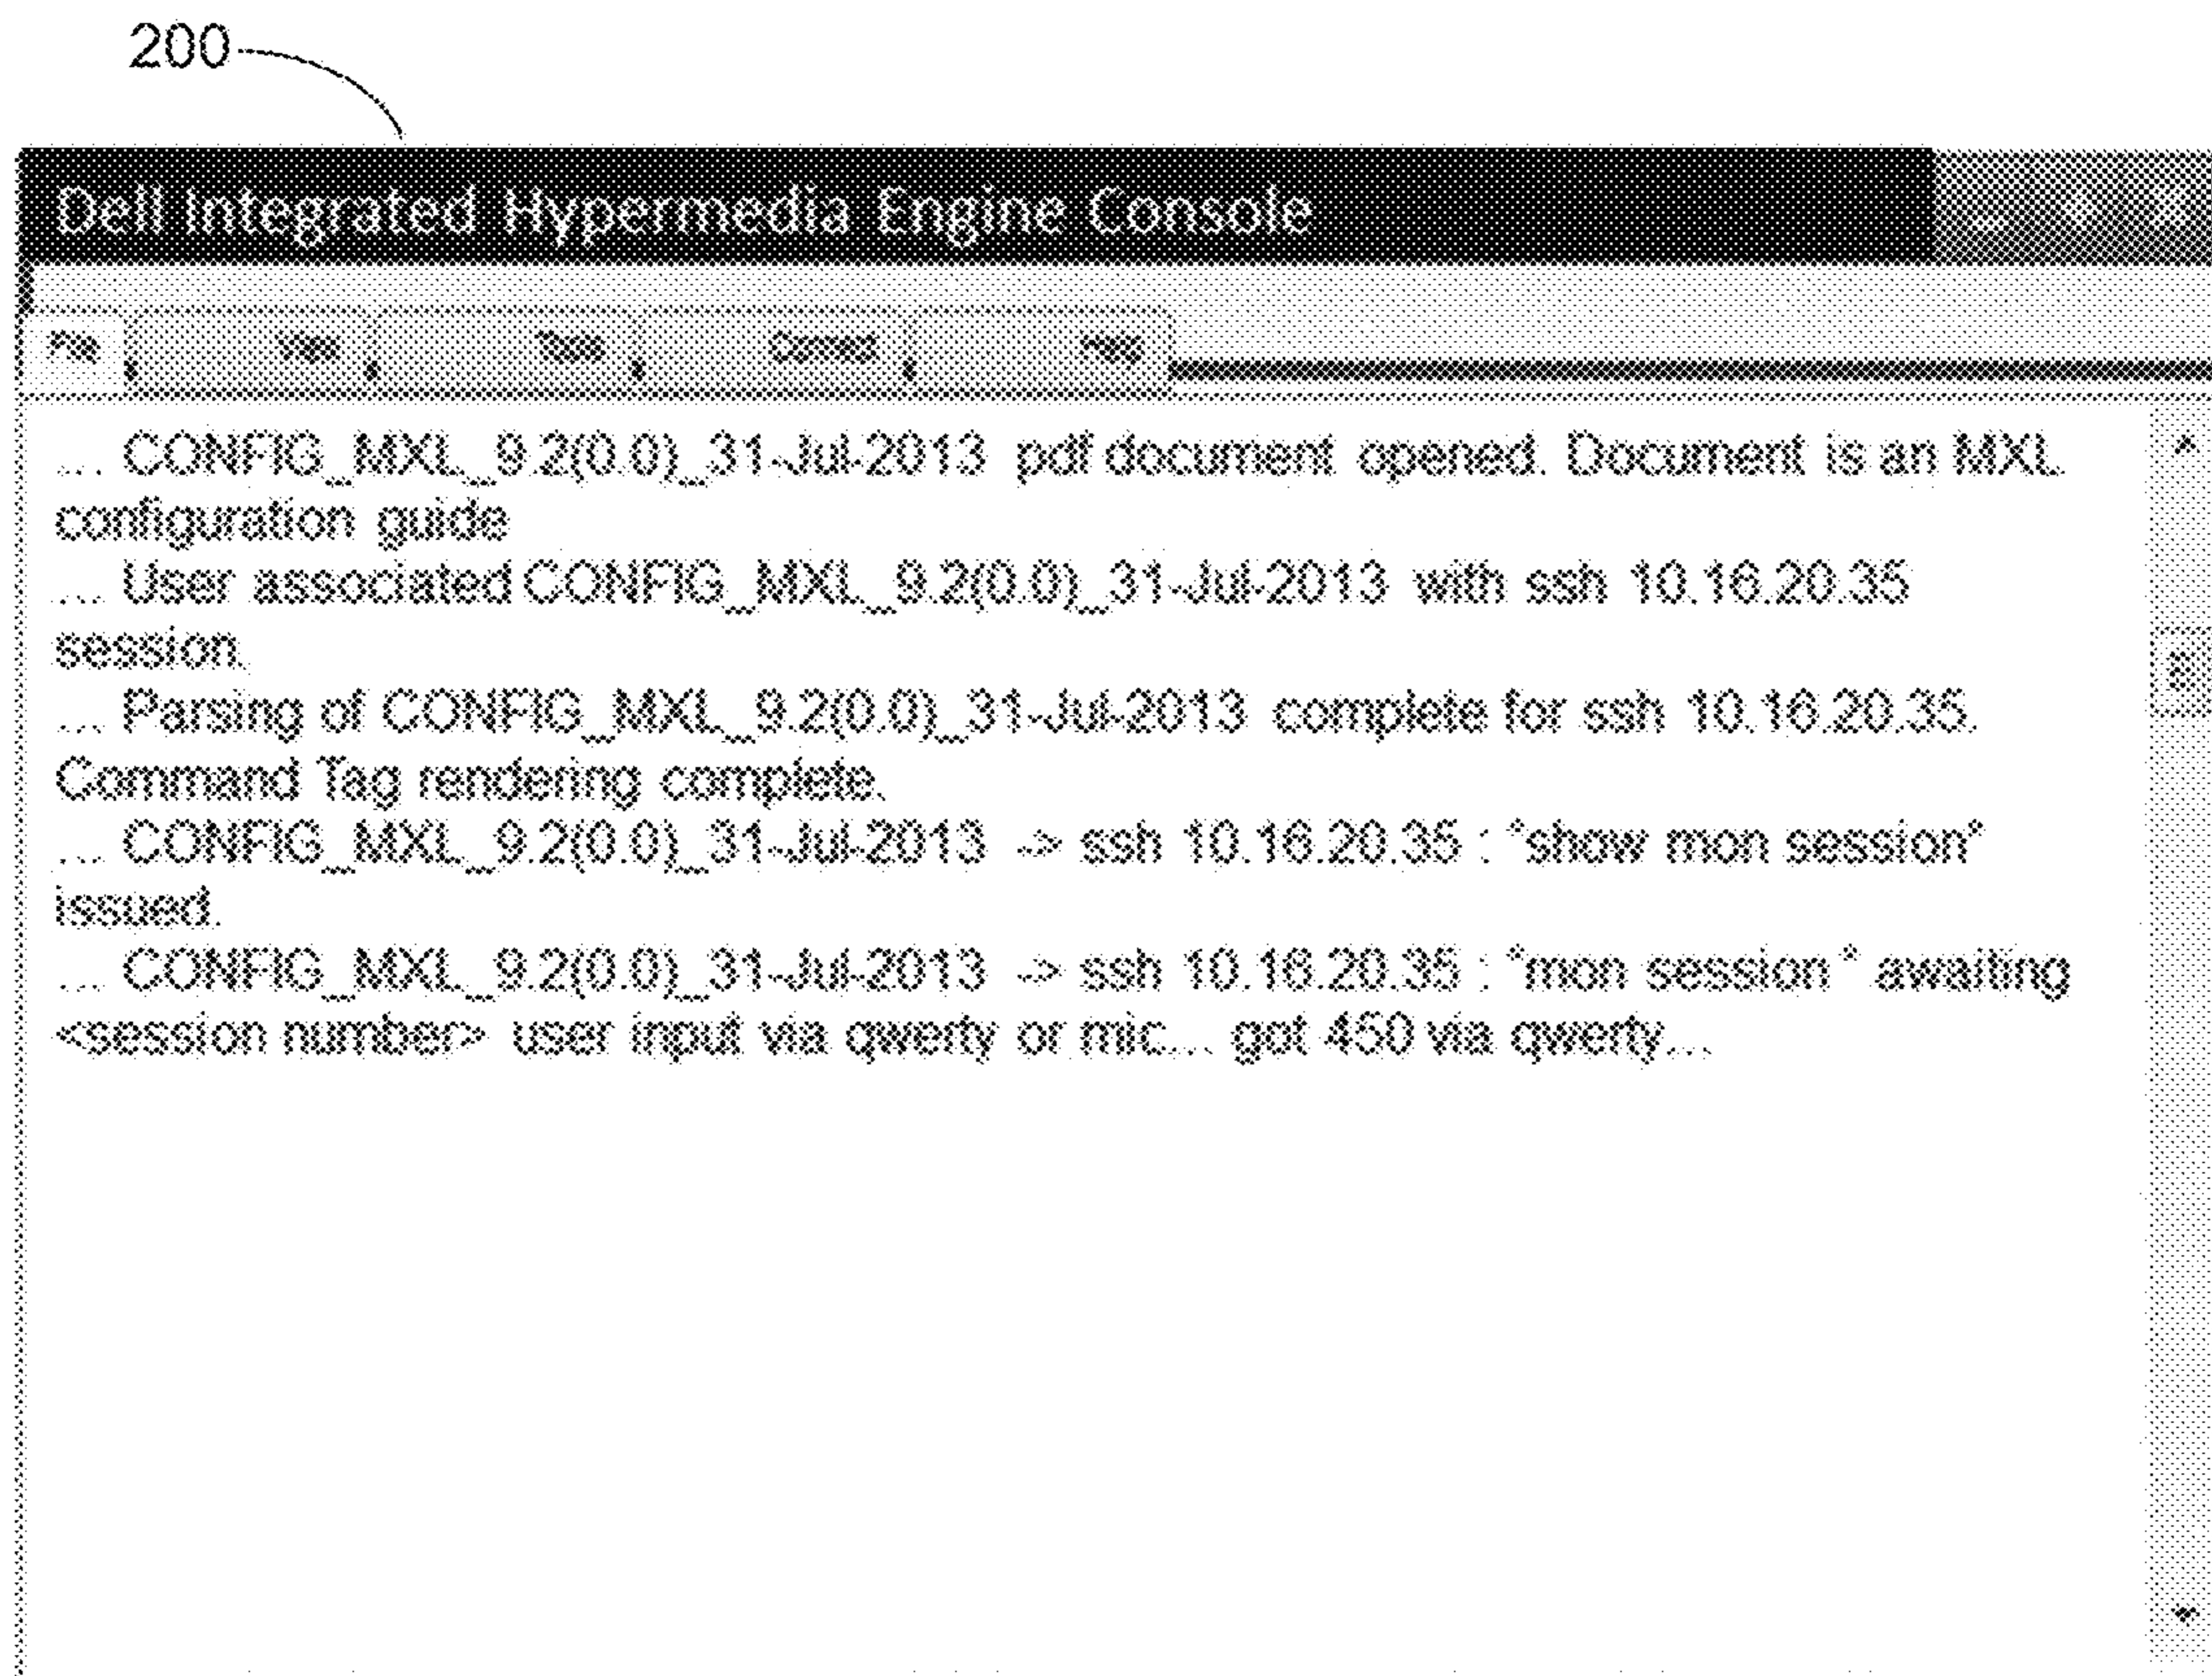 200
Dell Integrated Hypermedia Engine Console
File View Tools Connect Help
... CONFIG_MXL_9.2(0.0)_31-Jul-2013 pdf document opened. Document is an MXL
configuration guide
... User associated CONFIG_MXL_9.2(0.0)_31-Jul-2013 with ssh 10.16.20.35
session.
... Parsing of CONFIG_MXL_9.2(0.0)_31-Jul-2013 complete for ssh 10.16.20.35.
Command Tag rendering complete.
... CONFIG_MXL_9.2(0.0)_31-Jul-2013 -> ssh 10.16.20.35 : "show mon session"
issued.
... CONFIG_MXL_9.2(0.0)_31-Jul-2013 -> ssh 10.16.20.35 : "mon session " awaiting
<session number> user input via qwerty or mic... got 450 via qwerty...